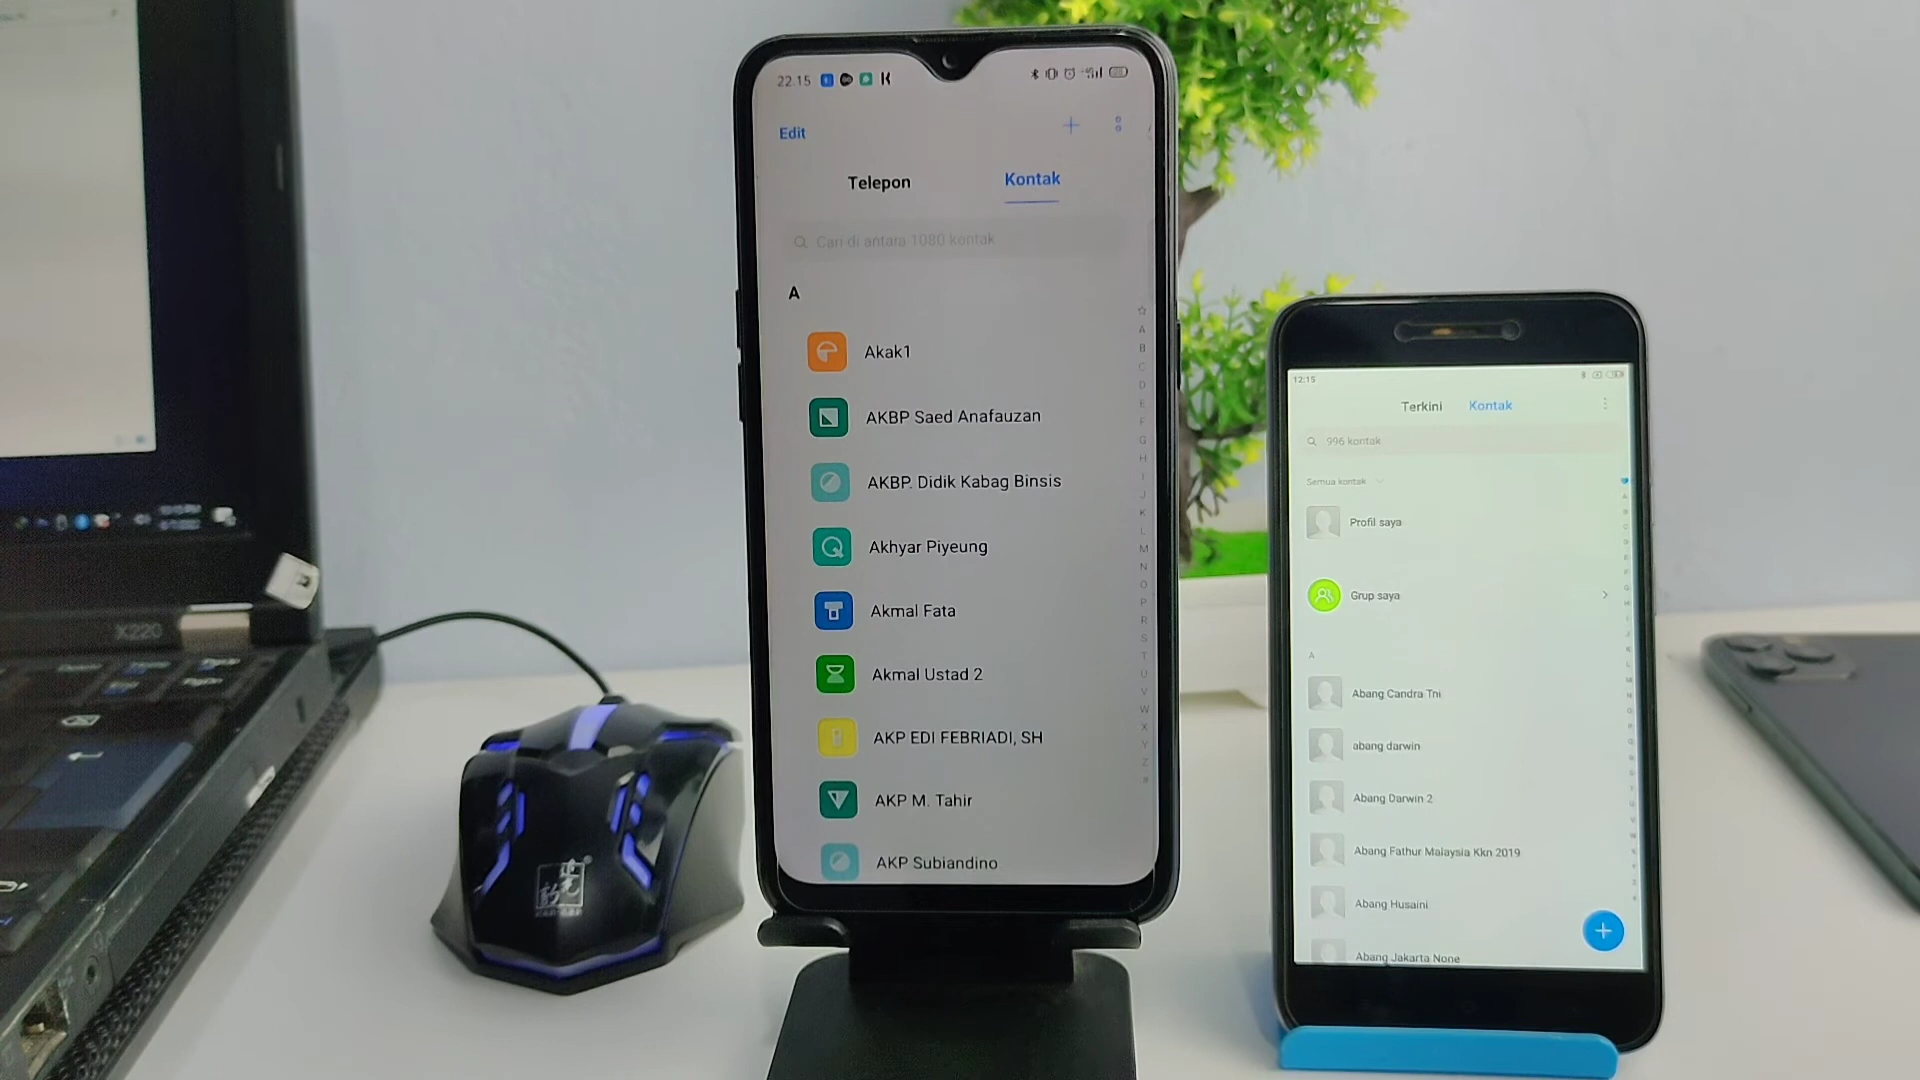 22.15
Edit
Telepon
Kontak
Cari di antara 1080 kontak
A
Akak1
AKBP Saed Anafauzan
AKBP. Didik Kabag Binsis
Akhyar Piyeung
Akmal Fata
Akmal Ustad 2
AKP EDI FEBRIADI, SH
AKP M. Tahir
AKP Subiandino
A
B
C
D
E
F
G
H
I
J
K
L
M
N
O
P
R
S
T
U
V
W
X
Y
Z
#
12:15
Terkini
Kontak
996 kontak
Semua kontak
Profil saya
Grup saya
A
Abang Candra Tni
abang darwin
Abang Darwin 2
Abang Fathur Malaysia Kkn 2019
Abang Husaini
Abang Jakarta None
X220